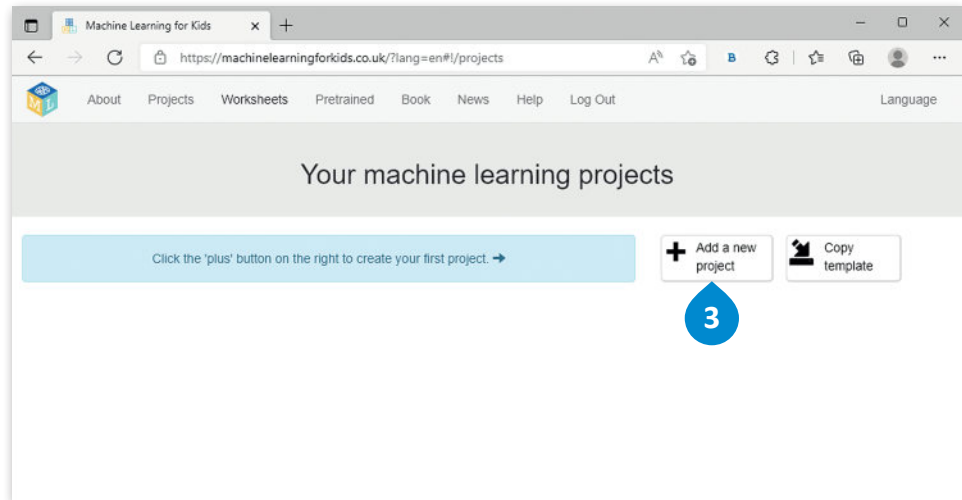 Machine Learning for Kids
https://machinelearningforkids.co.uk/?lang=en#!/projects
ML
About Projects Worksheets Pretrained Book News Help Log Out Language
Your machine learning projects
Click the 'plus' button on the right to create your first project.
Add a new
project
Copy
template
3